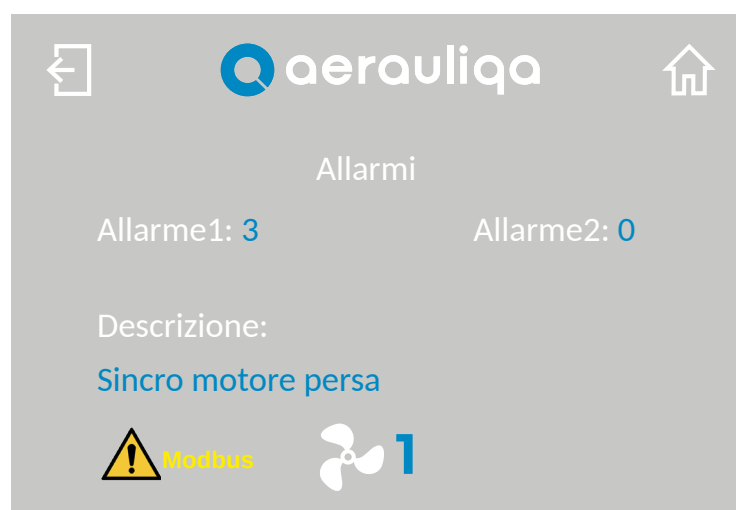 aerauliqa
Allarmi
Allarme1: 3 Allarme2: 0
Descrizione:
Sincro motore persa
Modbus 1